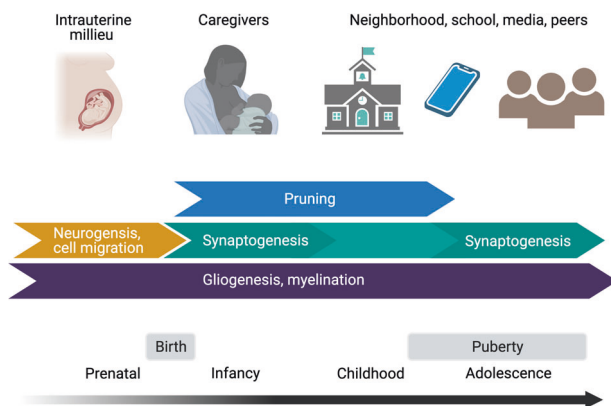 Intrauterine
millieu
Caregivers
Neighborhood, school, media, peers
Pruning
Neurogensis,
cell migration
Synaptogenesis
Synaptogenesis
Gliogenesis, myelination
Birth
Puberty
Prenatal
Infancy
Childhood
Adolescence